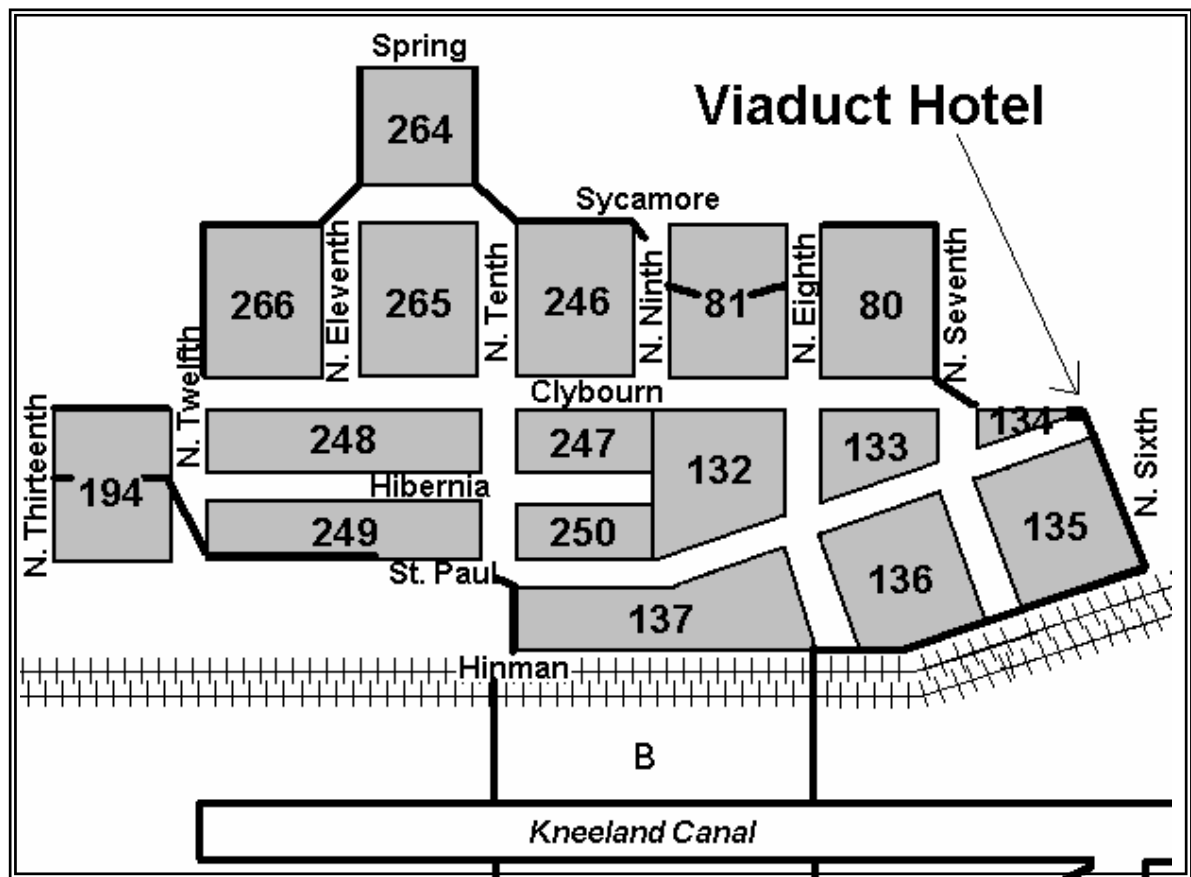 Spring
Viaduct Hotel
264
Sycamore
N. Twelfth
266
N. Eleventh
265
N. Tenth
246
N. Ninth
81
N. Eighth
80
N. Seventh
Clybourn
N. Thirteenth
194
248
247
132
133
134
N. Sixth
Hibernia
249
250
135
St. Paul
136
137
Hinman
B
Kneeland Canal